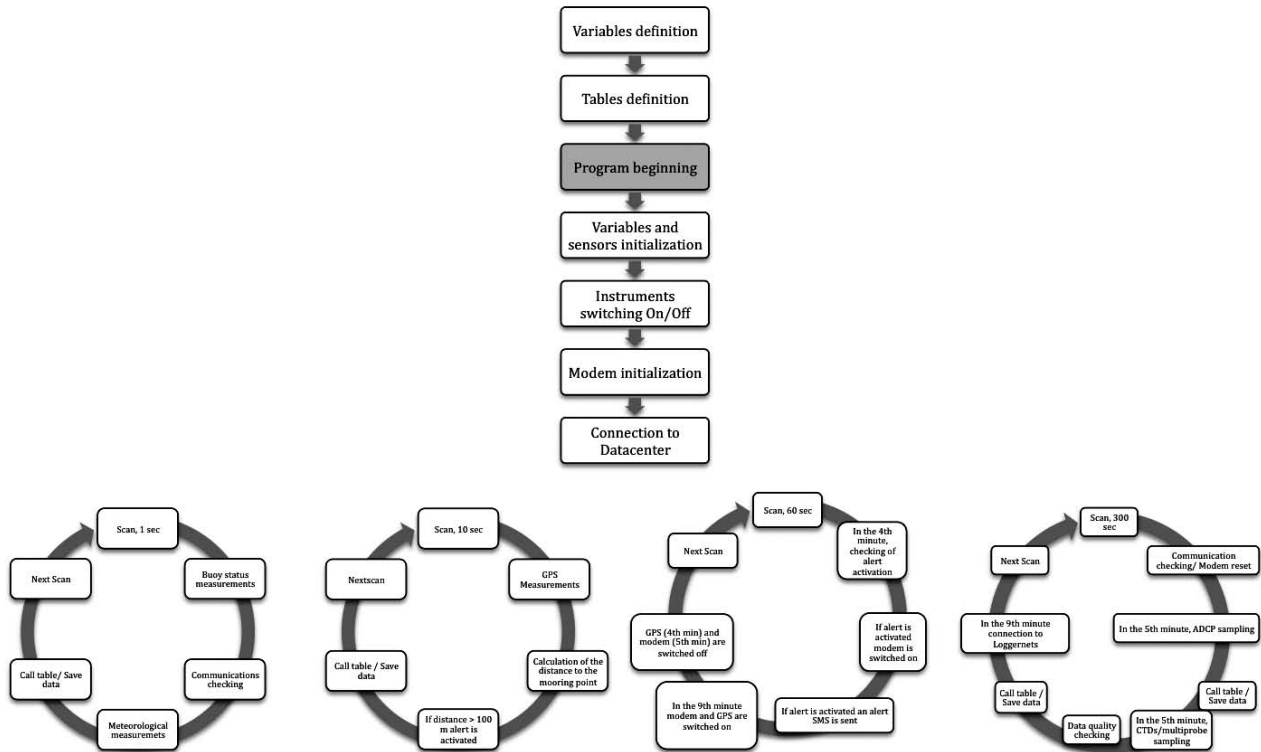 Variables definition
Tables definition
Program beginning
Variables and
sensors initialization
Instruments
switching On/Off
Modem initialization
Connection to
Datacenter
Scan, 1 sec
Buoy status
measurements
Communications
checking
Meteorological
measuremets
Call table/ Save
data
Next Scan
Scan, 10 sec
GPS
Measurements
Calculation of the
distance to the
mooring point
If distance > 100
m alert is
activated
Call table / Save
data
Nextscan
Scan, 60 sec
In the 4th
minute,
checking of
alert
activation
If alert is
activated
modem is
switched on
If alert is activated an alert
SMS is sent
In the 9th minute
modem and GPS are
switched on
GPS (4th min) and
modem (5th min) are
switched off
Next Scan
Scan, 300
sec
Communication
checking/ Modem reset
In the 5th minute, ADCP sampling
Call table /
Save data
In the 5th minute,
CTDs/multiprobe
sampling
Data quality
checking
Call table /
Save data
In the 9th minute
connection to
Loggernets
Next Scan